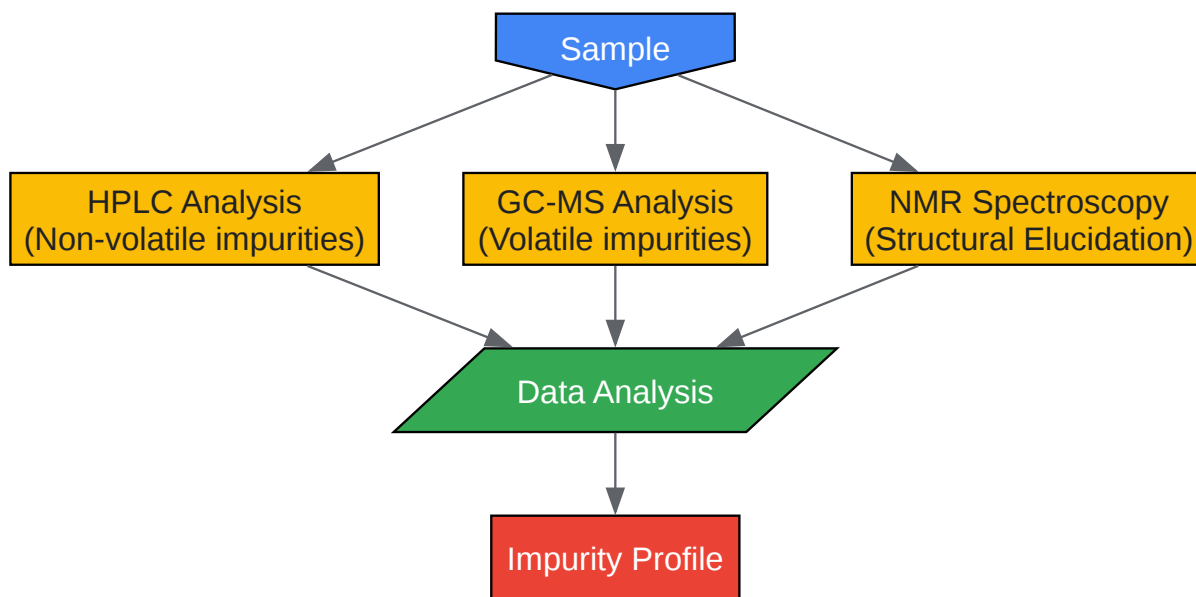 Sample
HPLC Analysis
(Non-volatile impurities)
GC-MS Analysis
(Volatile impurities)
NMR Spectroscopy
(Structural Elucidation)
Data Analysis
Impurity Profile